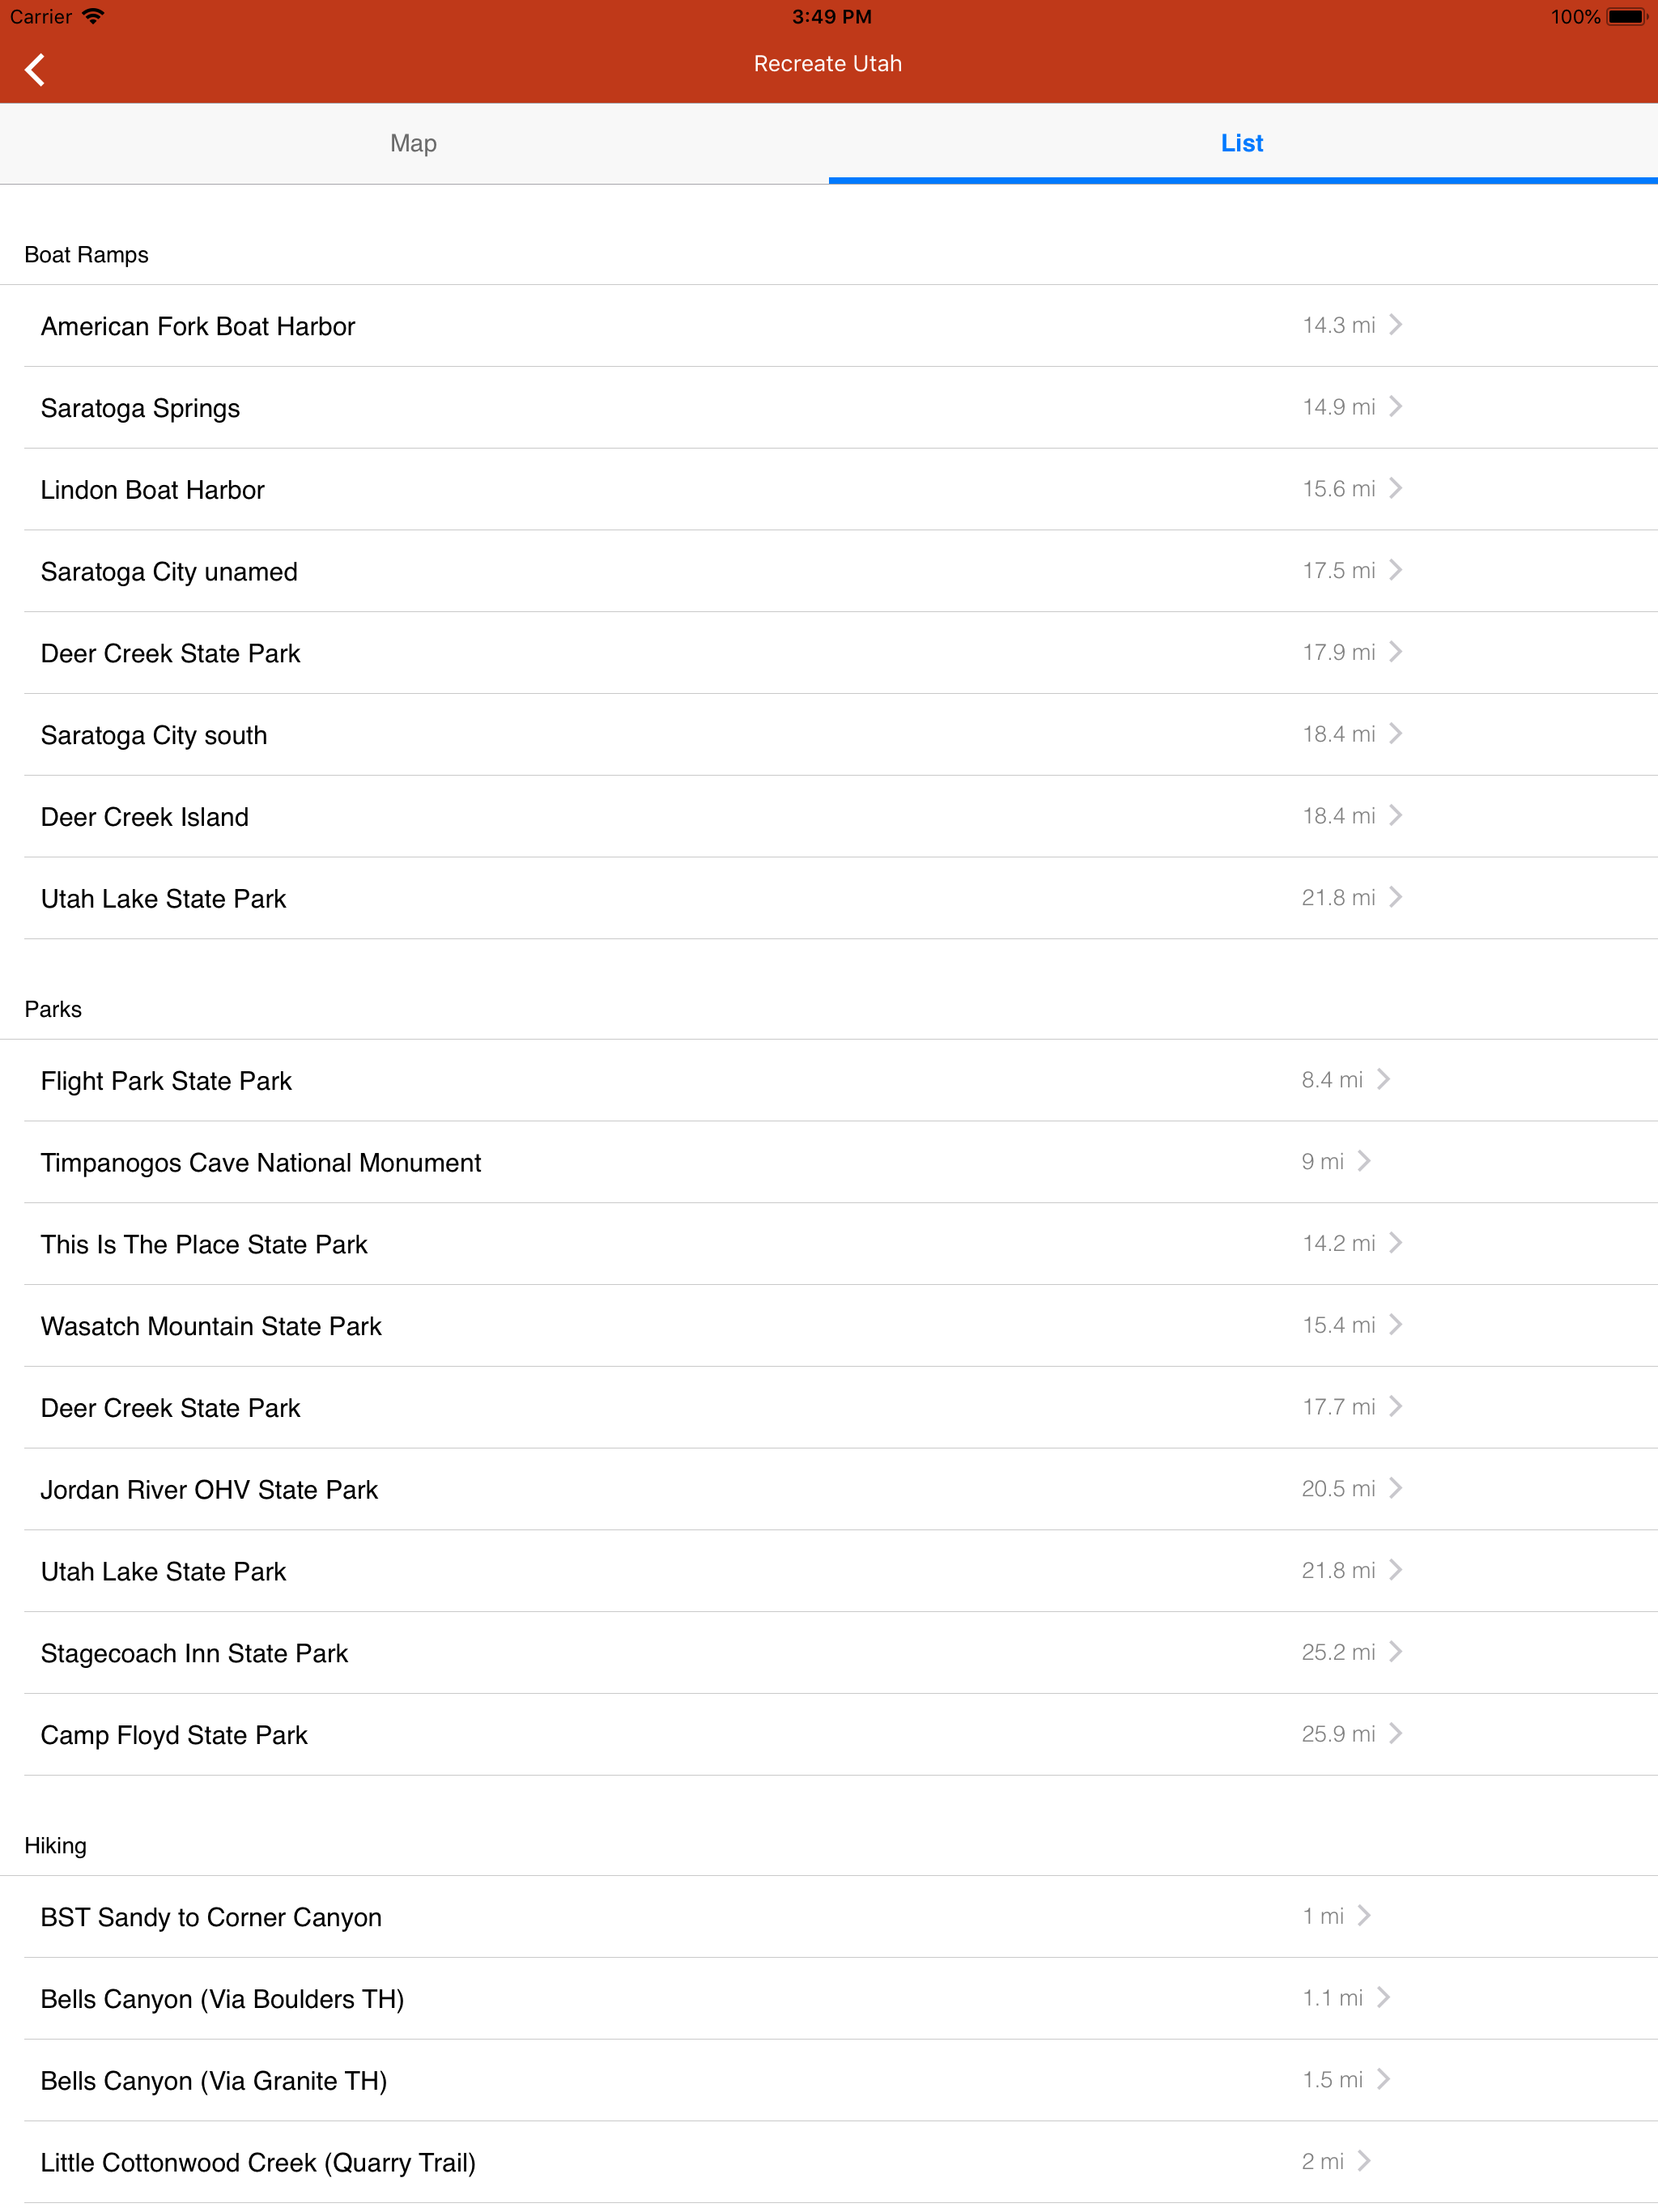 Carrier 3:49 PM 100%
Recreate Utah
Map List
Boat Ramps
American Fork Boat Harbor 14.3 mi
Saratoga Springs 14.9 mi
Lindon Boat Harbor 15.6 mi
Saratoga City unamed 17.5 mi
Deer Creek State Park 17.9 mi
Saratoga City south 18.4 mi
Deer Creek Island 18.4 mi
Utah Lake State Park 21.8 mi
Parks
Flight Park State Park 8.4 mi
Timpanogos Cave National Monument 9 mi
This Is The Place State Park 14.2 mi
Wasatch Mountain State Park 15.4 mi
Deer Creek State Park 17.7 mi
Jordan River OHV State Park 20.5 mi
Utah Lake State Park 21.8 mi
Stagecoach Inn State Park 25.2 mi
Camp Floyd State Park 25.9 mi
Hiking
BST Sandy to Corner Canyon 1 mi
Bells Canyon (Via Boulders TH) 1.1 mi
Bells Canyon (Via Granite TH) 1.5 mi
Little Cottonwood Creek (Quarry Trail) 2 mi